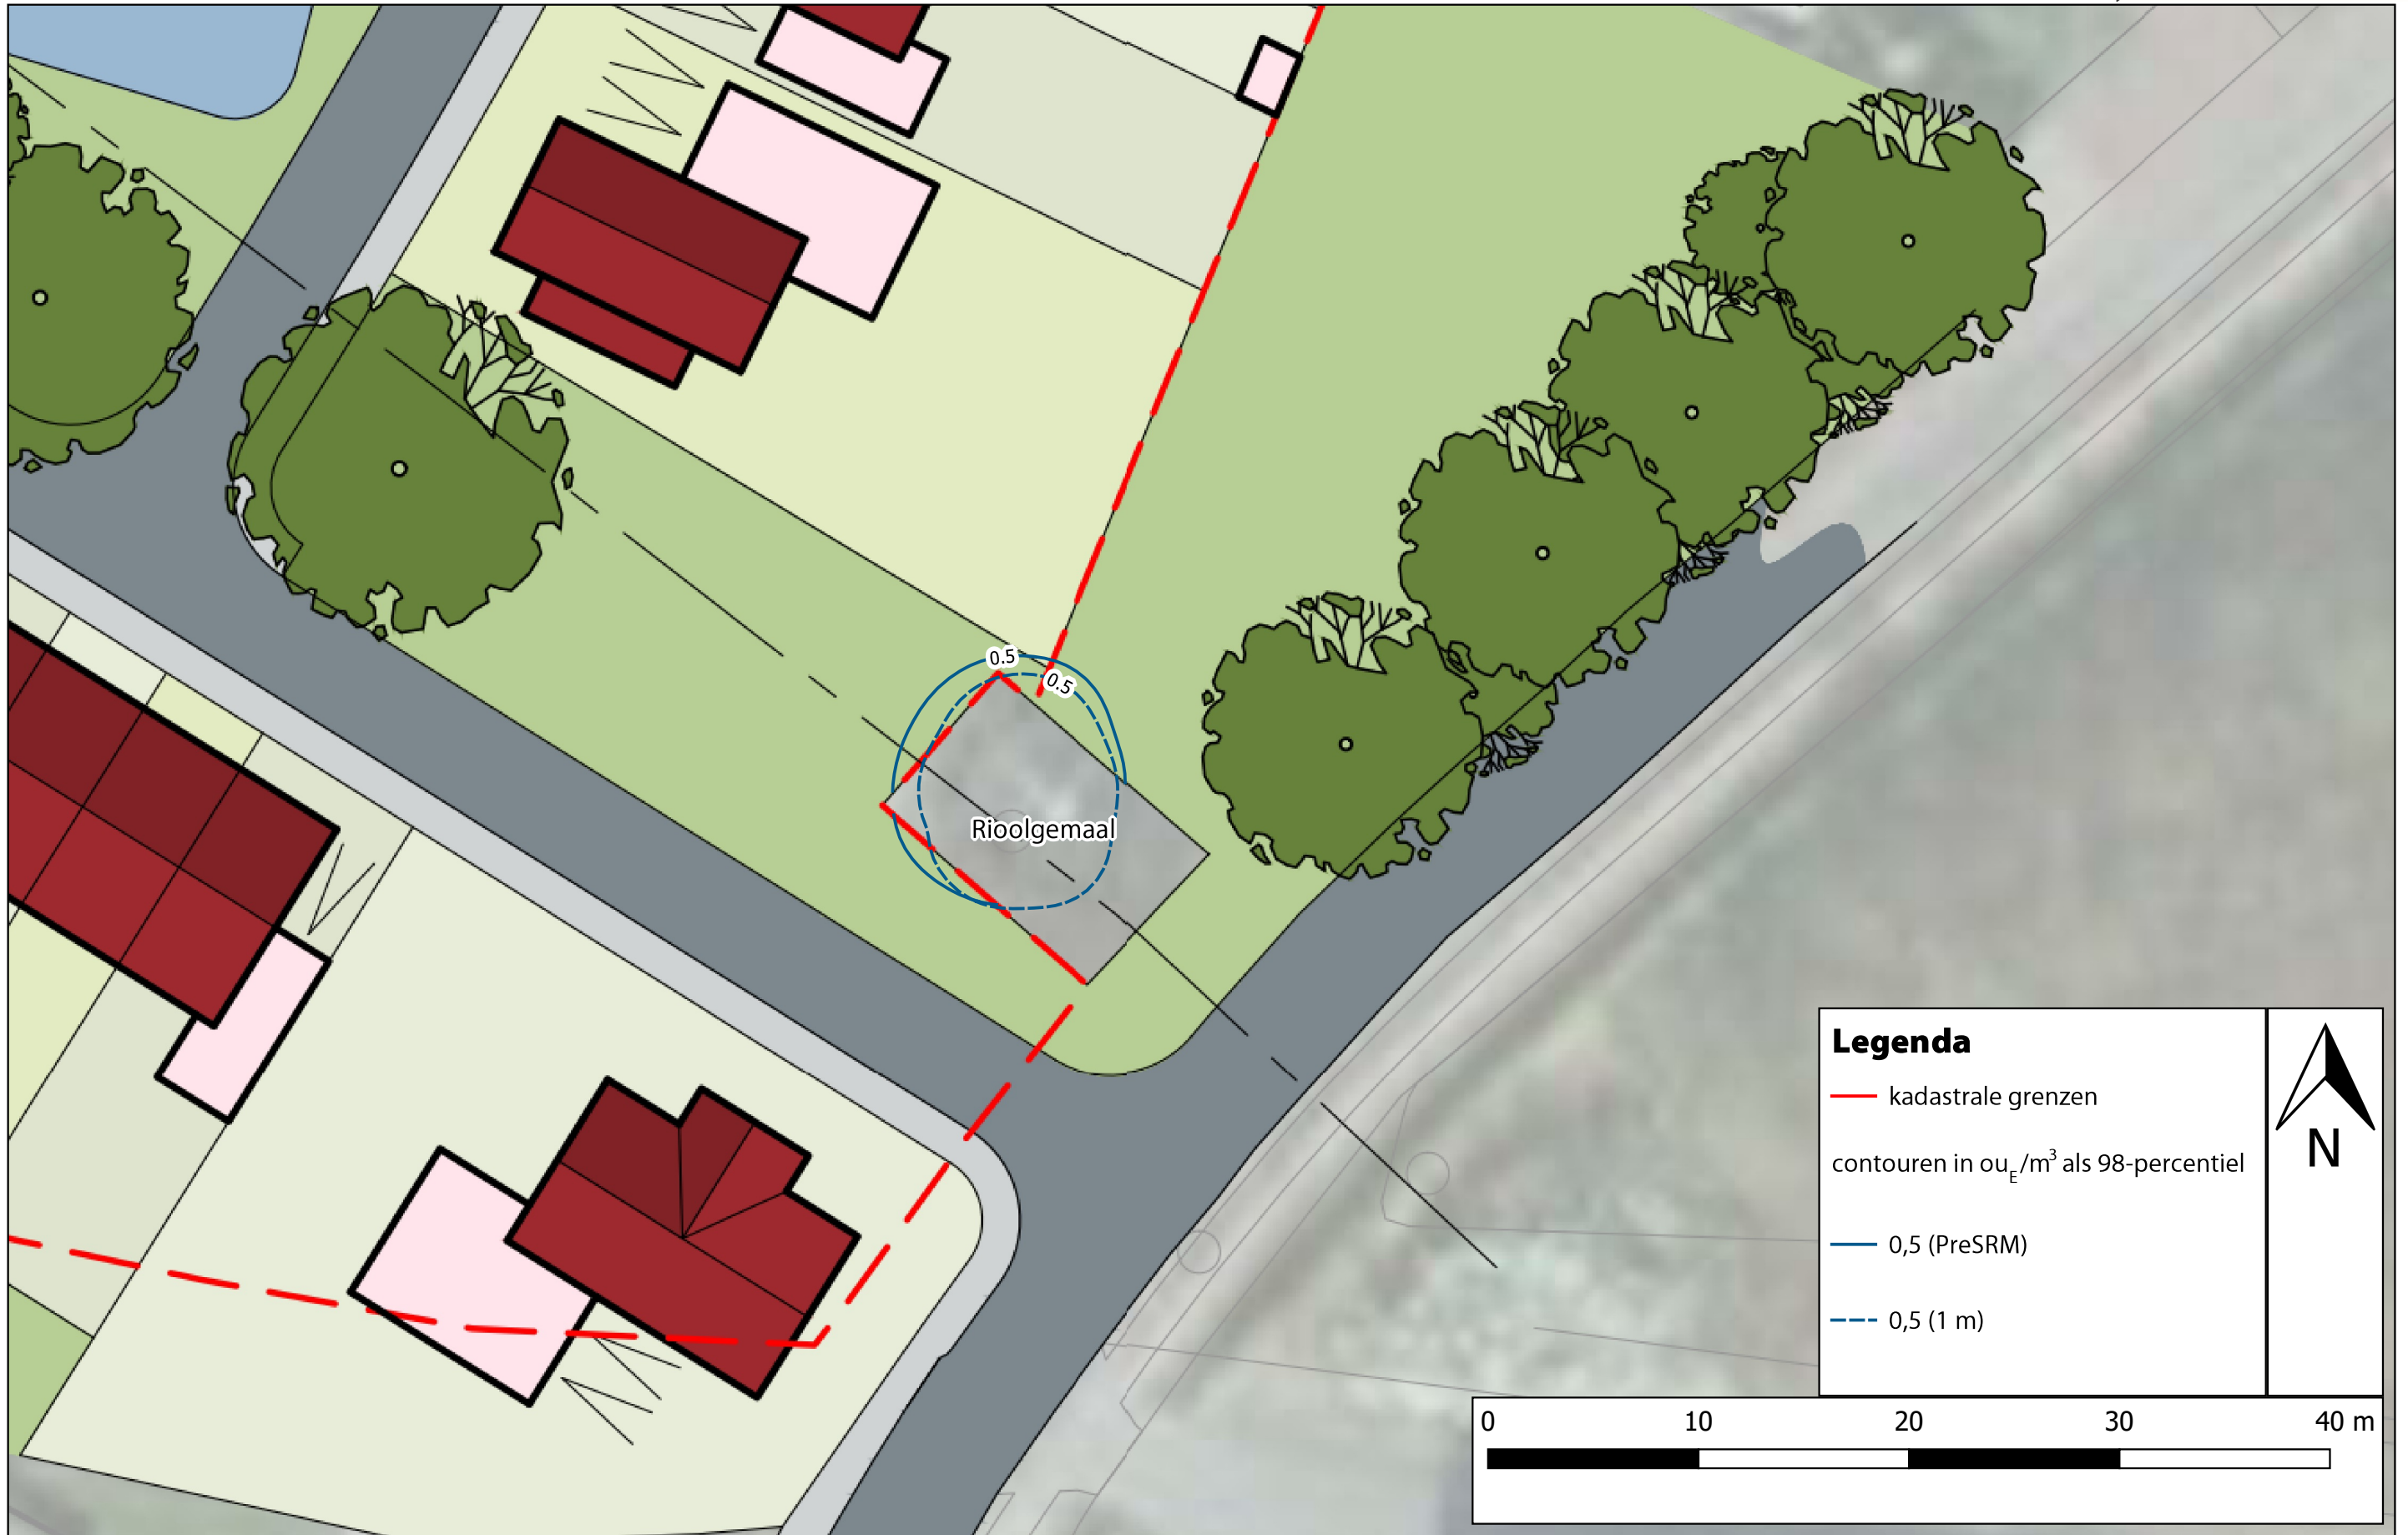 0.5
0.5
Rioolgemaal
Legenda
kadastrale grenzen
contouren in ouE/m3 als 98-percentiel
0,5 (PreSRM)
0,5 (1 m)
N
0 10 20 30 40 m